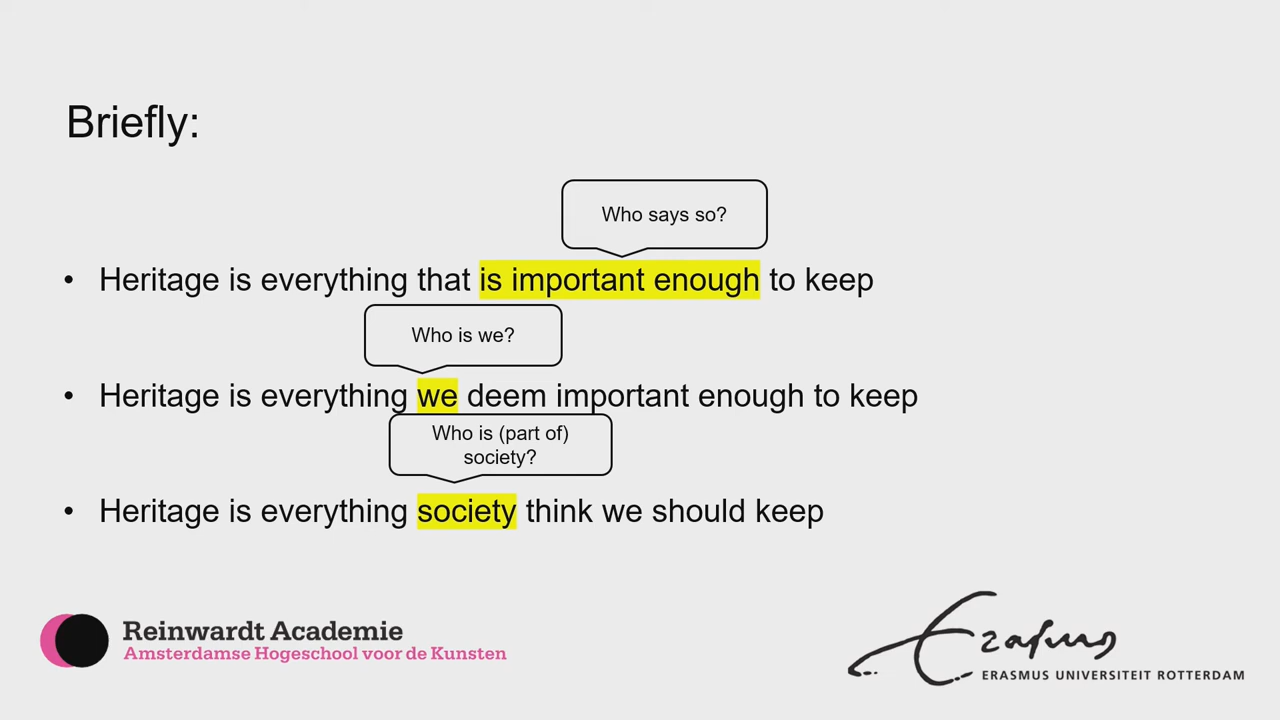 Briefly:
Who says so?
• Heritage is everything that is important enough to keep
Who is we?
• Heritage is everything we deem important enough to keep
Who is (part of)
society?
• Heritage is everything society think we should keep
Reinwardt Academie
Amsterdamse Hogeschool voor de Kunsten
Erasmus
ERASMUS UNIVERSITEIT ROTTERDAM